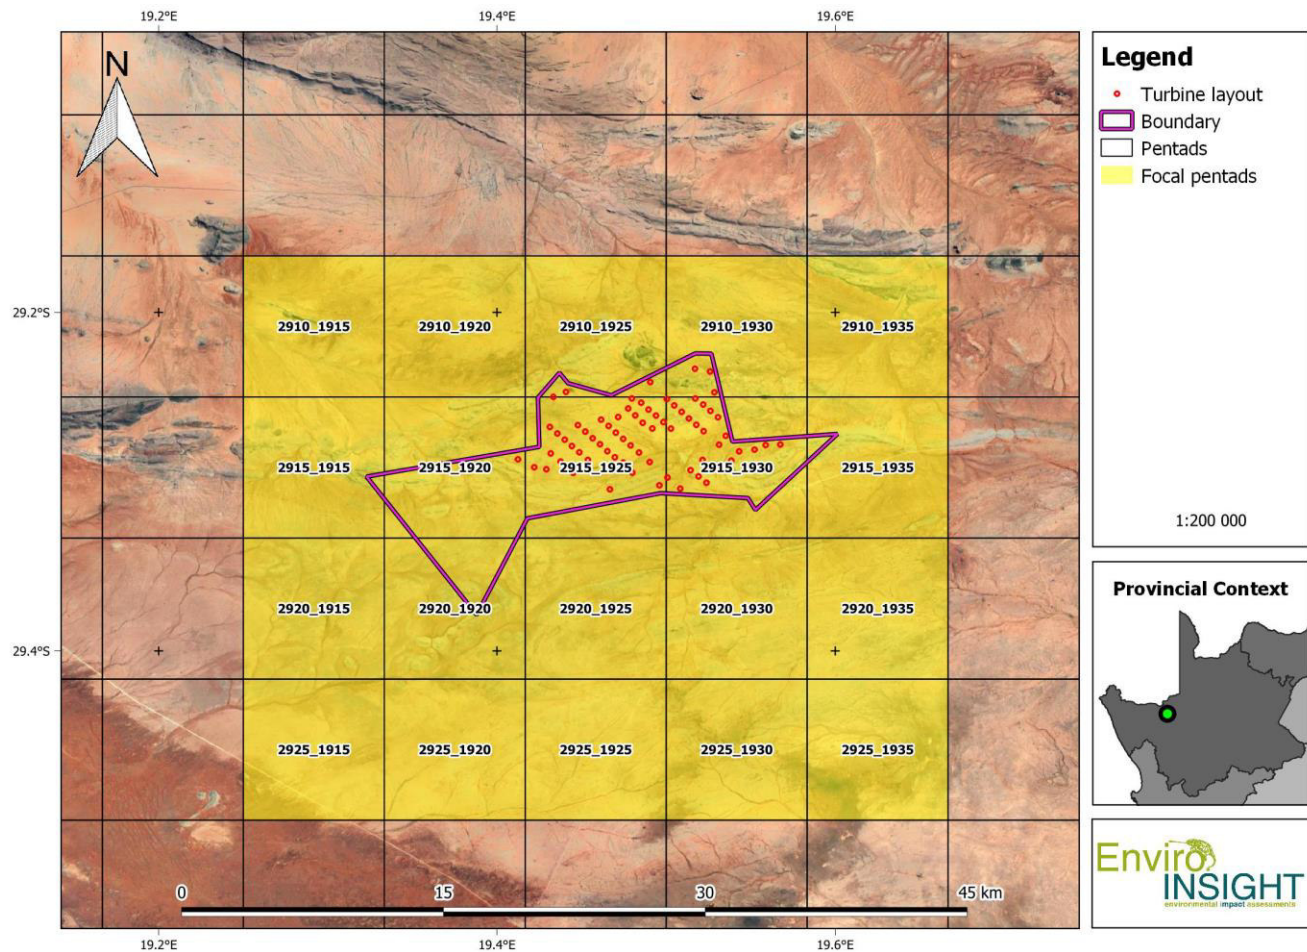 19.2°E 19.4°E 19.6°E
N
29.2°S
29.4°S
2910_1915 2910_1920 2910_1925 2910_1930 2910_1935
2915_1915 2915_1920 2915_1925 2915_1930 2915_1935
2920_1915 2920_1920 2920_1925 2920_1930 2920_1935
2925_1915 2925_1920 2925_1925 2925_1930 2925_1935
0 15 30 45 km
19.2°E 19.4°E 19.6°E
Legend
Turbine layout
Boundary
Pentads
Focal pentads
1:200 000
Provincial Context
Enviro
INSIGHT
environmental impact assessments